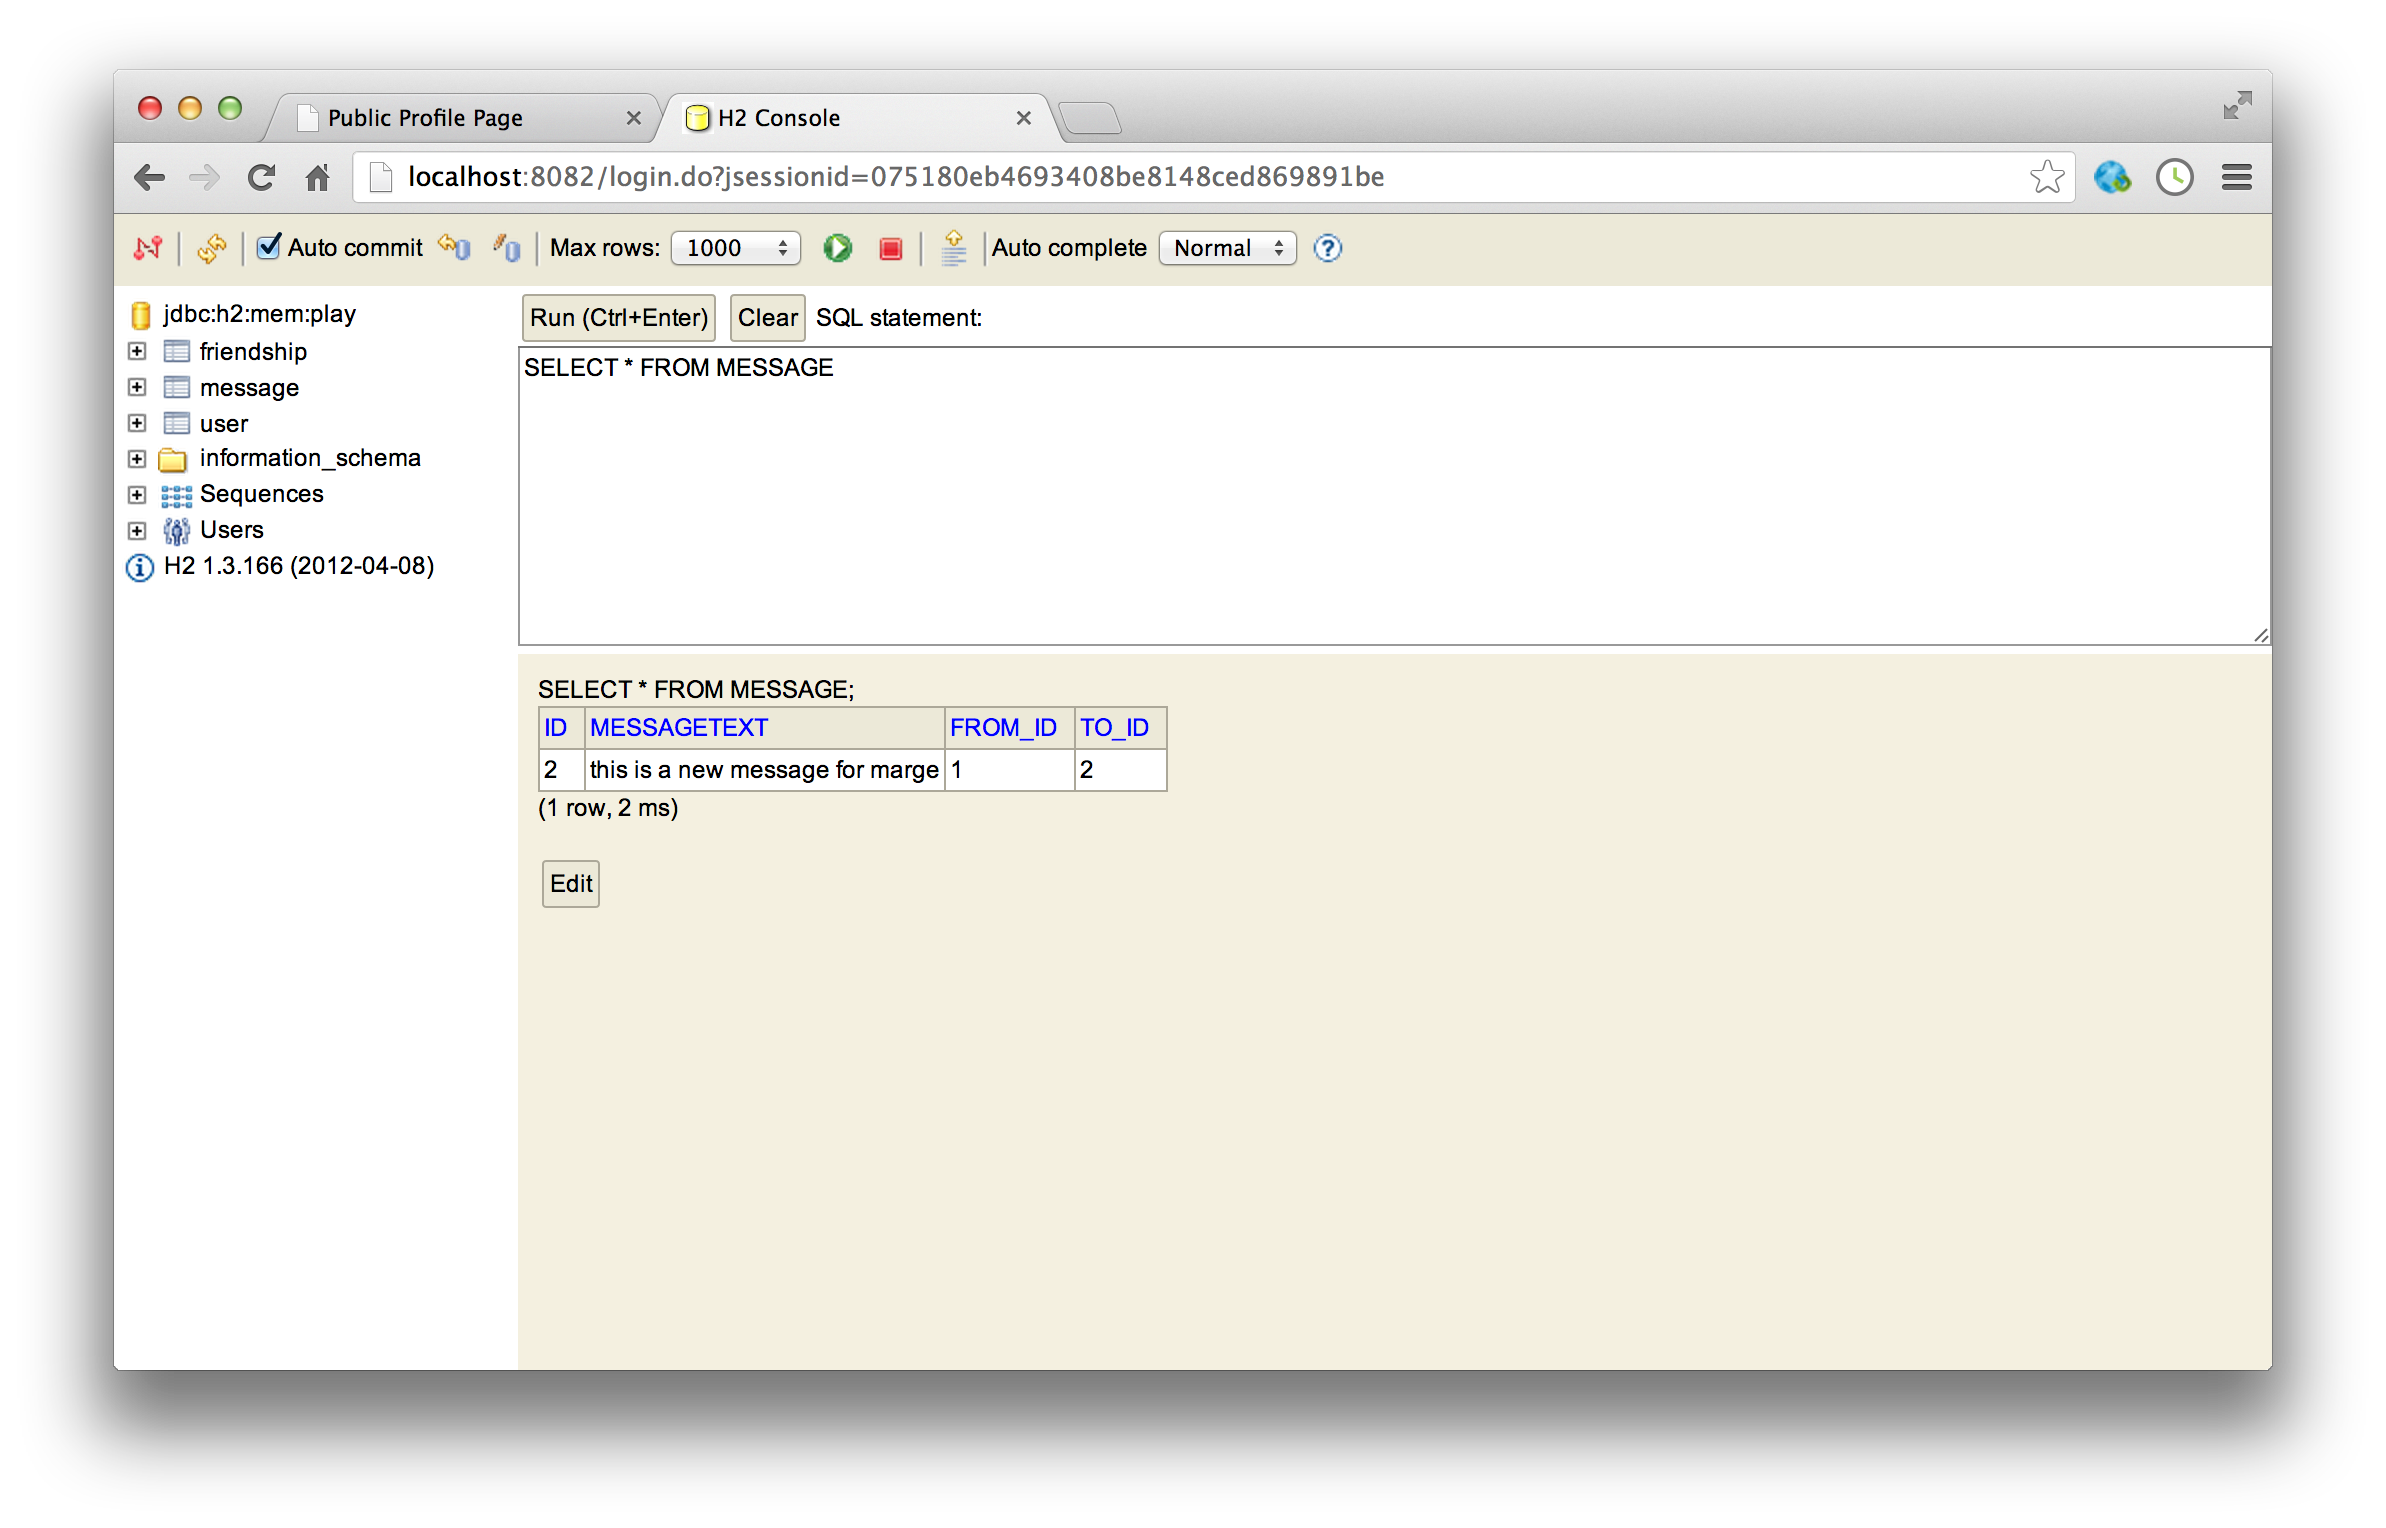 Public Profile Page
H2 Console
localhost:8082/login.do?jsessionid=075180eb4693408be8148ced869891be
Auto commit Max rows: 1000 Auto complete Normal
jdbc:h2:mem:play
friendship
message
user
information_schema
Sequences
Users
H2 1.3.166 (2012-04-08)
Run (Ctrl+Enter) Clear SQL statement:
SELECT * FROM MESSAGE
SELECT * FROM MESSAGE;
ID MESSAGETEXT FROM_ID TO_ID
2 this is a new message for marge 1 2
(1 row, 2 ms)
Edit